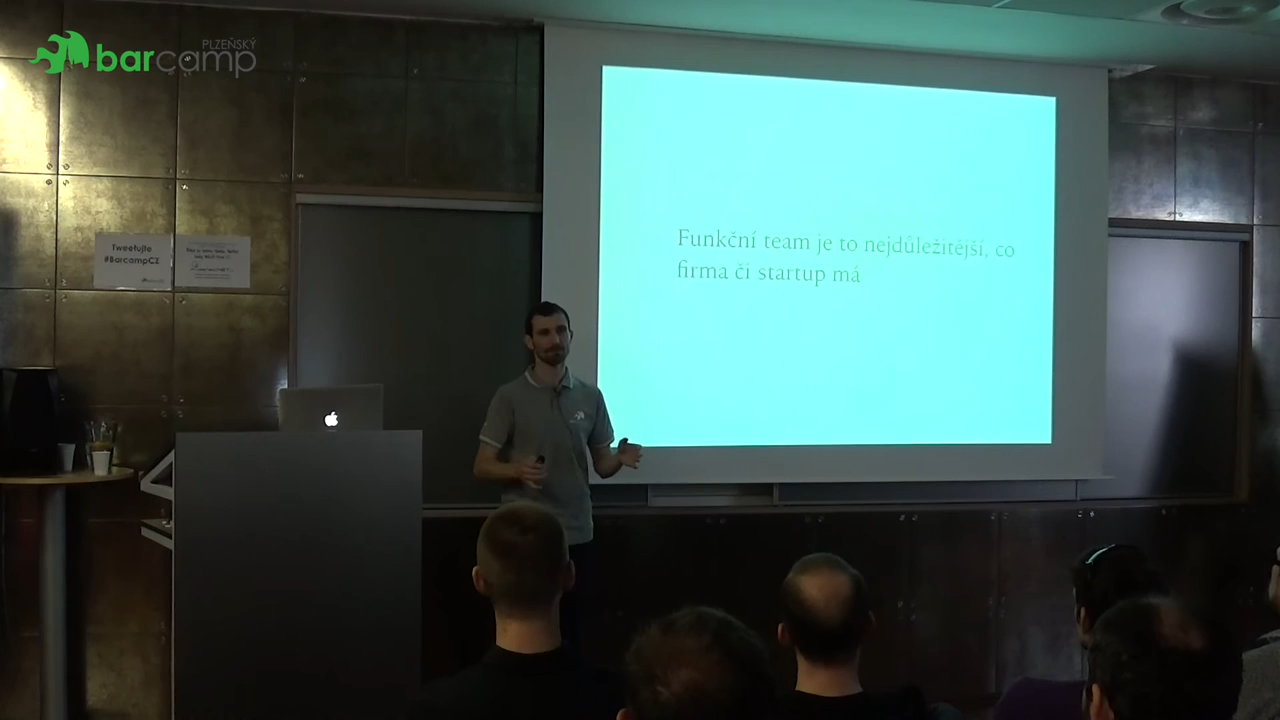 PLZEŇSKÝ
barcamp
Funkční team je to nejdůležitější, co
firma či startup má
Tweetujte
#BarcampCZ